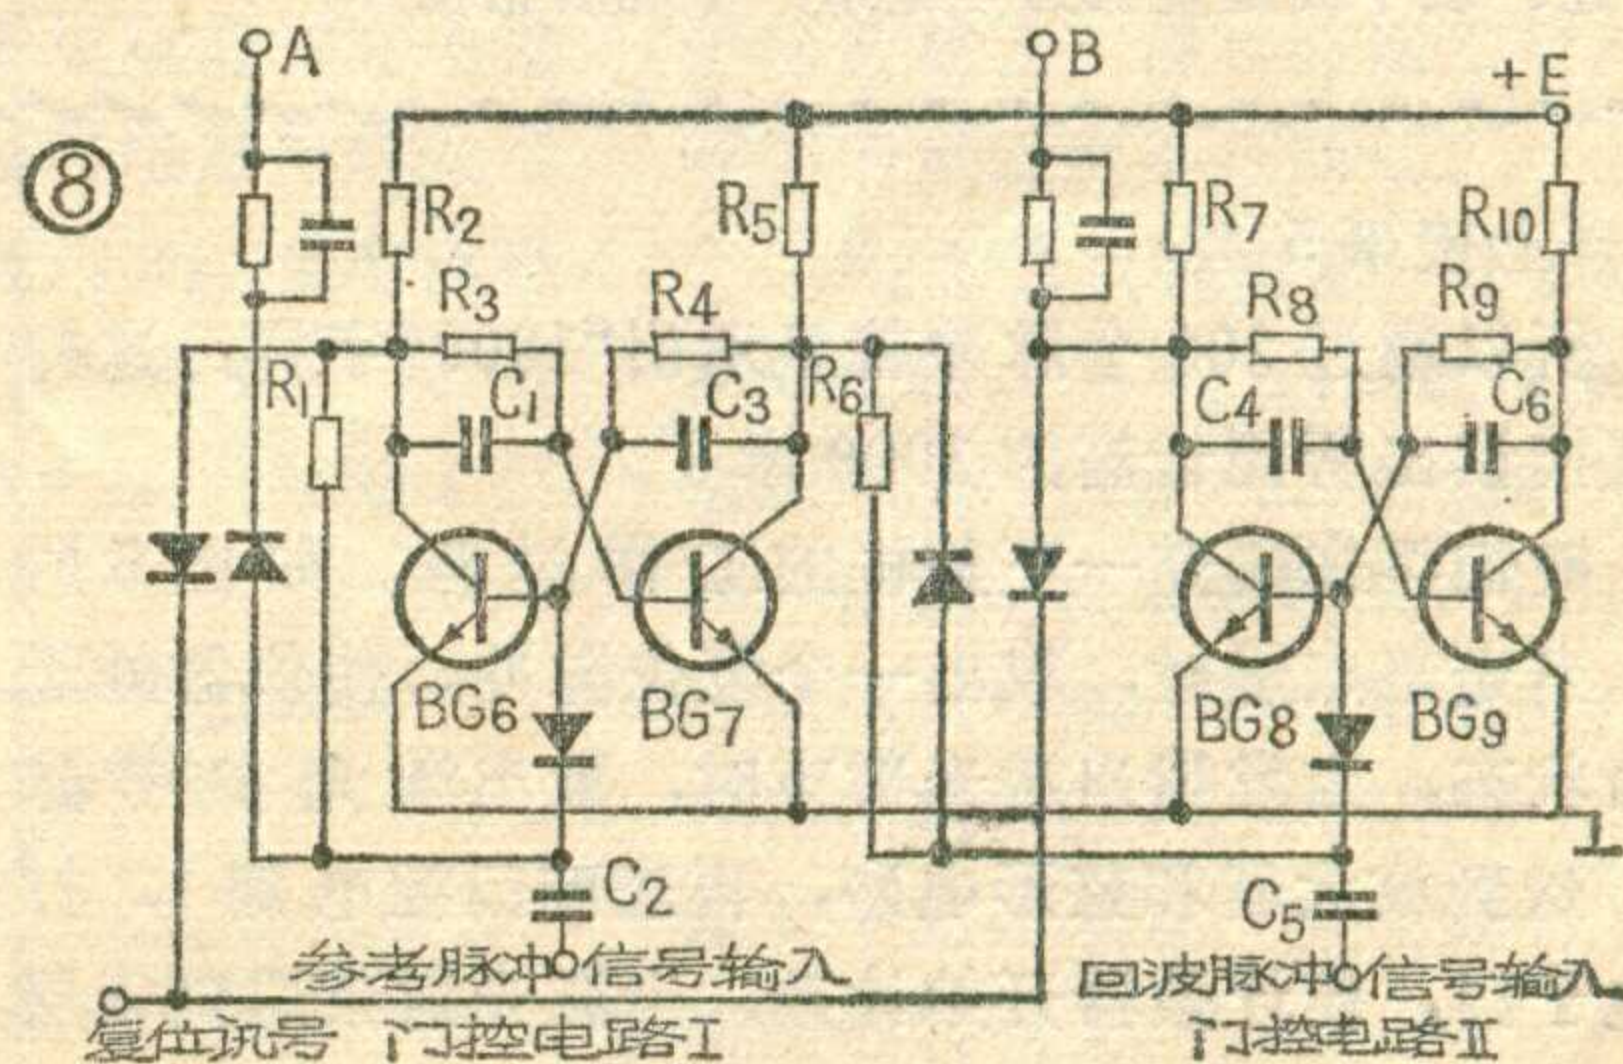 A
B
+E
⑧
R2
R5
R7
R10
R3
R4
R8
R9
R1
C1
C3
R6
C4
C6
BG6
BG7
BG8
BG9
C2
C5
参考脉冲信号输入
回波脉冲信号输入
复位讯号
门控电路Ⅰ
门控电路Ⅱ